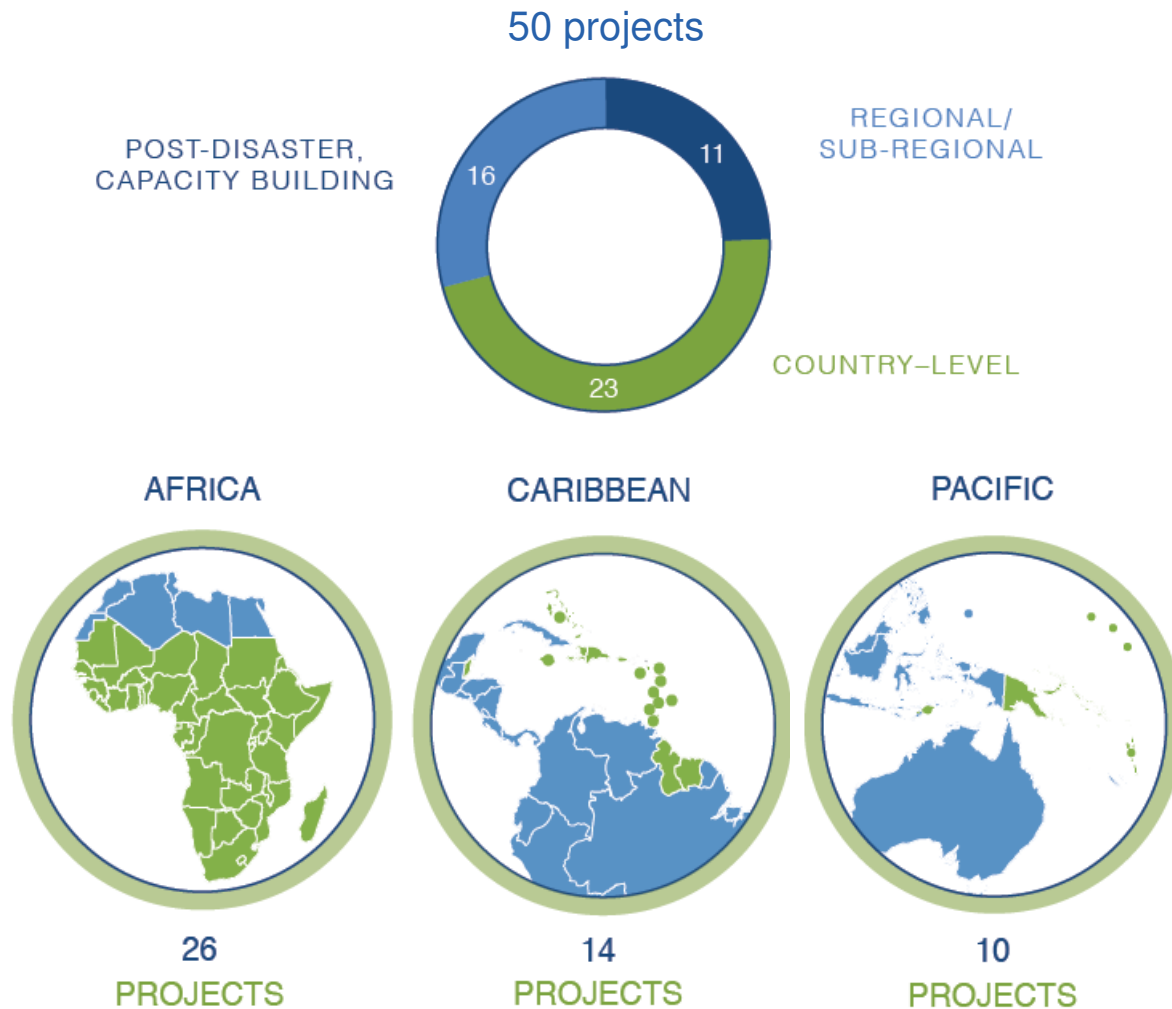 50 projects
POST-DISASTER,
CAPACITY BUILDING
16
11
REGIONAL/
SUB-REGIONAL
23
COUNTRY–LEVEL
AFRICA
CARIBBEAN
PACIFIC
26
PROJECTS
14
PROJECTS
10
PROJECTS